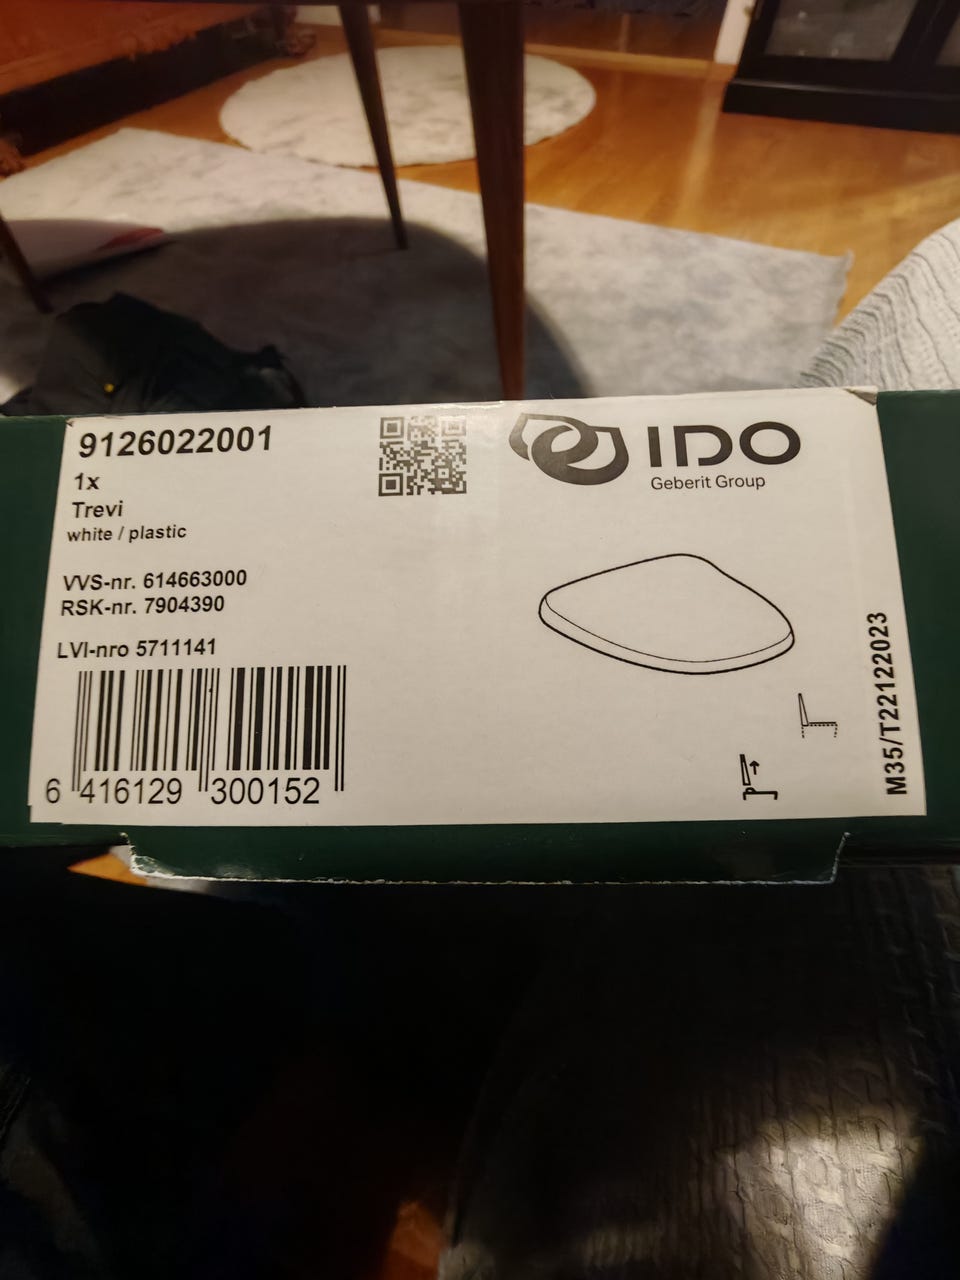 9126022001
1x
Trevi
white / plastic
VVS-nr. 614663000
RSK-nr. 7904390
LVI-nro 5711141
6 416129 300152
IDO
Geberit Group
M35/T22122023